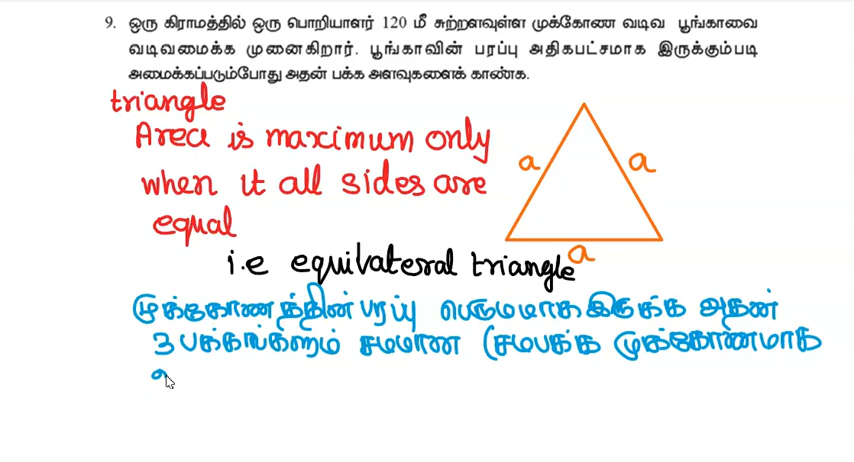 9. ஒரு கிராமத்தில் ஒரு பொறியாளர் 120 மீ சுற்றளவுள்ள முக்கோண வடிவ பூங்காவை
வடிவமைக்க முனைகிறார். பூங்காவின் பரப்பு அதிகபட்சமாக இருக்கும்படி
அமைக்கப்படும்போது அதன் பக்க அளவுகளைக் காண்க.
triangle
Area is maximum only
when it all sides are
equal
a a
a
i.e equilateral triangle
முக்கோணத்தின் பரப்பு பெருமமாக இருக்க அதன்
3 பக்கங்களும் சமமான (சமபக்க முக்கோணமாக